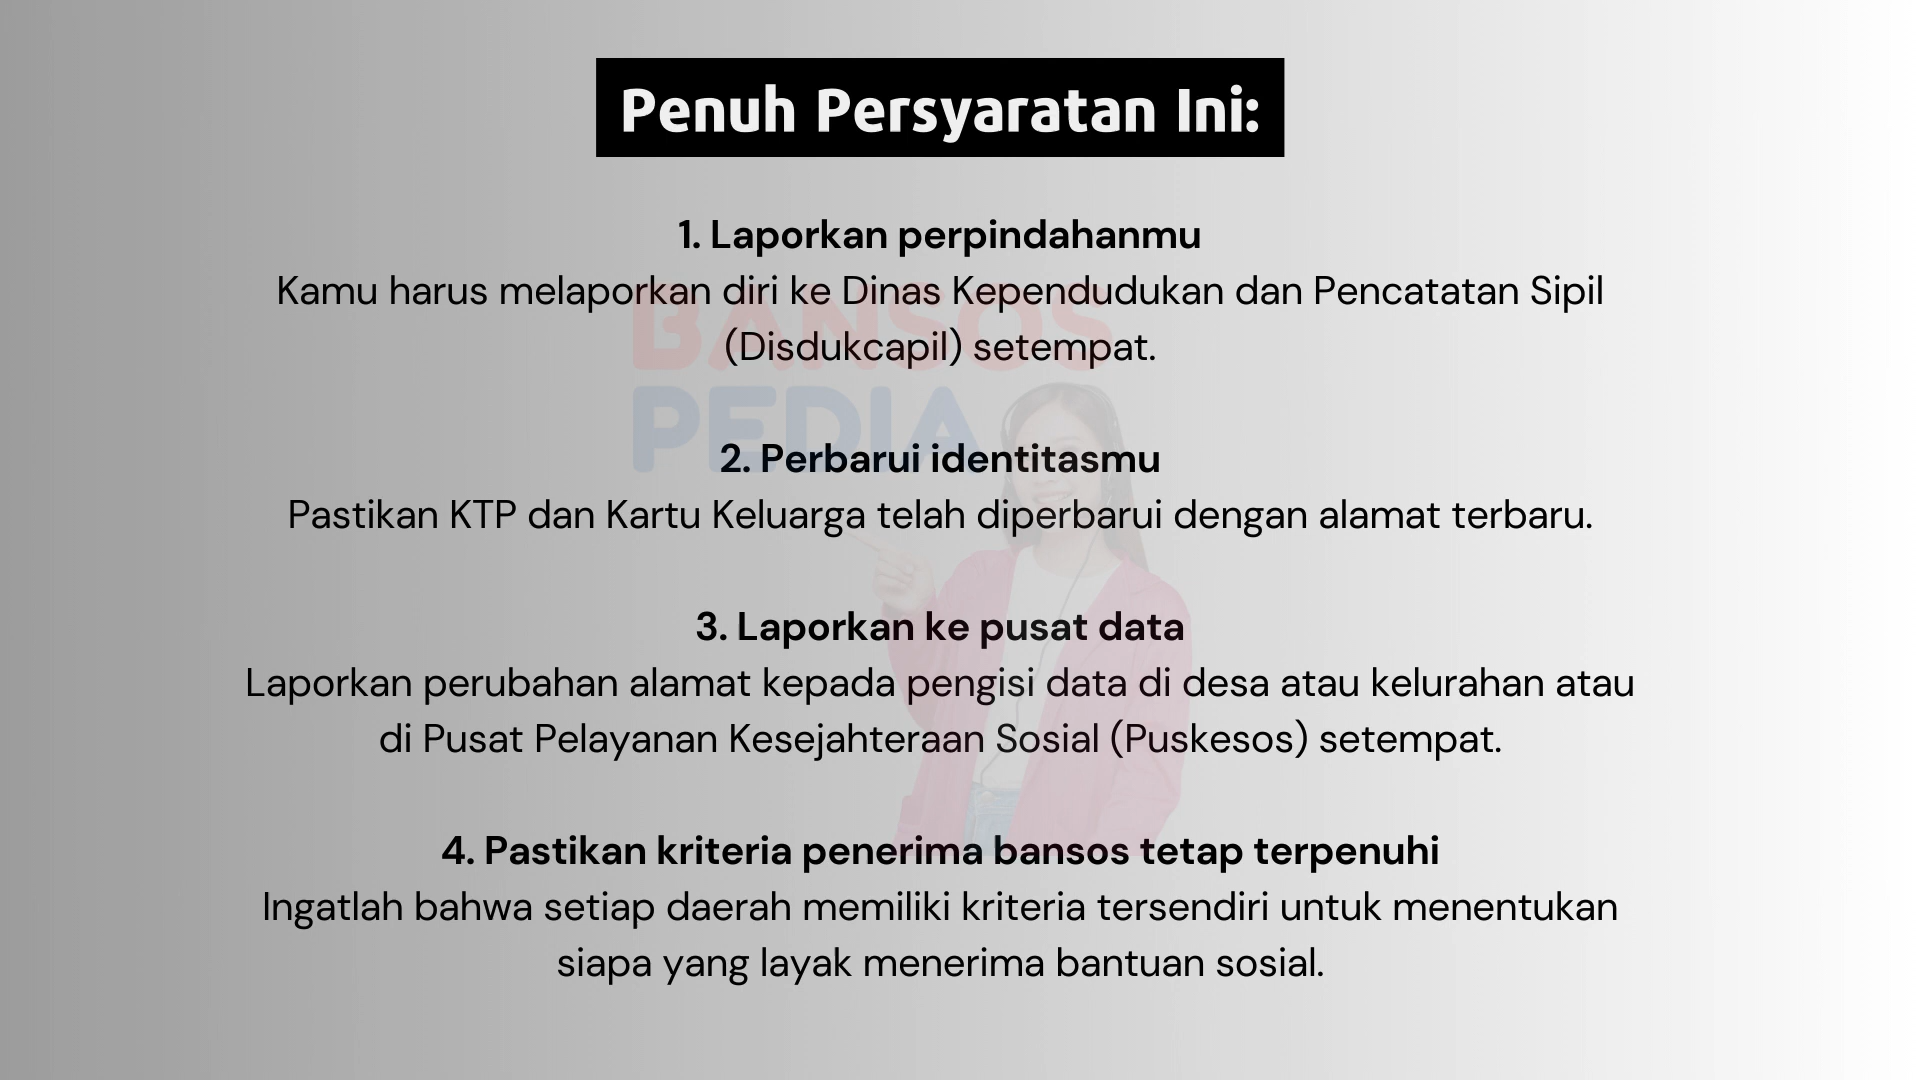 Penuh Persyaratan Ini:
1. Laporkan perpindahanmu
Kamu harus melaporkan diri ke Dinas Kependudukan dan Pencatatan Sipil
(Disdukcapil) setempat.
BANSOS
PEDIA
2. Perbarui identitasmu
Pastikan KTP dan Kartu Keluarga telah diperbarui dengan alamat terbaru.
3. Laporkan ke pusat data
Laporkan perubahan alamat kepada pengisi data di desa atau kelurahan atau
di Pusat Pelayanan Kesejahteraan Sosial (Puskesos) setempat.
4. Pastikan kriteria penerima bansos tetap terpenuhi
Ingatlah bahwa setiap daerah memiliki kriteria tersendiri untuk menentukan
siapa yang layak menerima bantuan sosial.